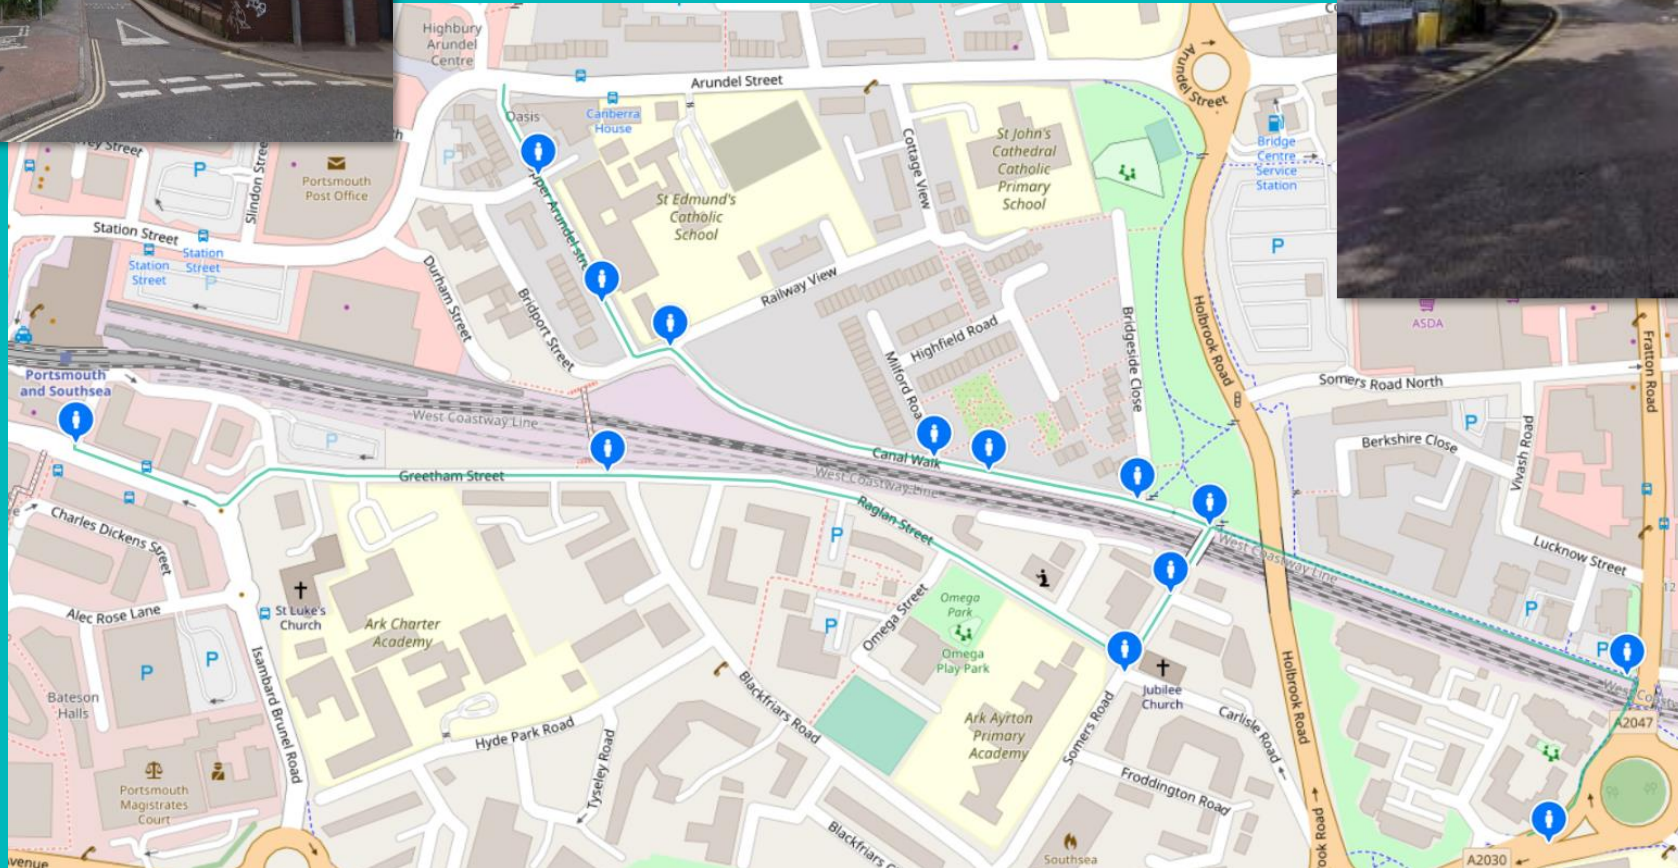 Highbury
Arundel
Centre
Arundel Street
Arundel Street
Oasis
Canberra
House
Bridge
Centre
Service
Station
St John's
Cathedral
Catholic
Primary
School
Cottage View
Portsmouth
Post Office
Slindon Street
St Edmund's
Catholic
School
Station Street
Station
Street
Station
Street
Durham Street
Bridport Street
Railway View
Highfield Road
Bridgeside Close
Holbrook Road
ASDA
Fratton Road
Somers Road North
Portsmouth
and Southsea
West Coastway Line
Canal Walk
West Coastway Line
Berkshire Close
Vivash Road
Greetham Street
Raglan Street
Charles Dickens Street
West Coastway Line
Lucknow Street
Alec Rose Lane
St Luke's
Church
Ark Charter
Academy
Omega
Park
Omega Street
Omega
Play Park
12
Isambard Brunel Road
Bateson
Halls
Blackfriars Road
Jubilee
Church
Holbrook Road
A2047
Hyde Park Road
Tyseley Road
Ark Ayrton
Primary
Academy
Somers Road
Carlisle Road
Froddington Road
Portsmouth
Magistrates
Court
Southsea
A2030